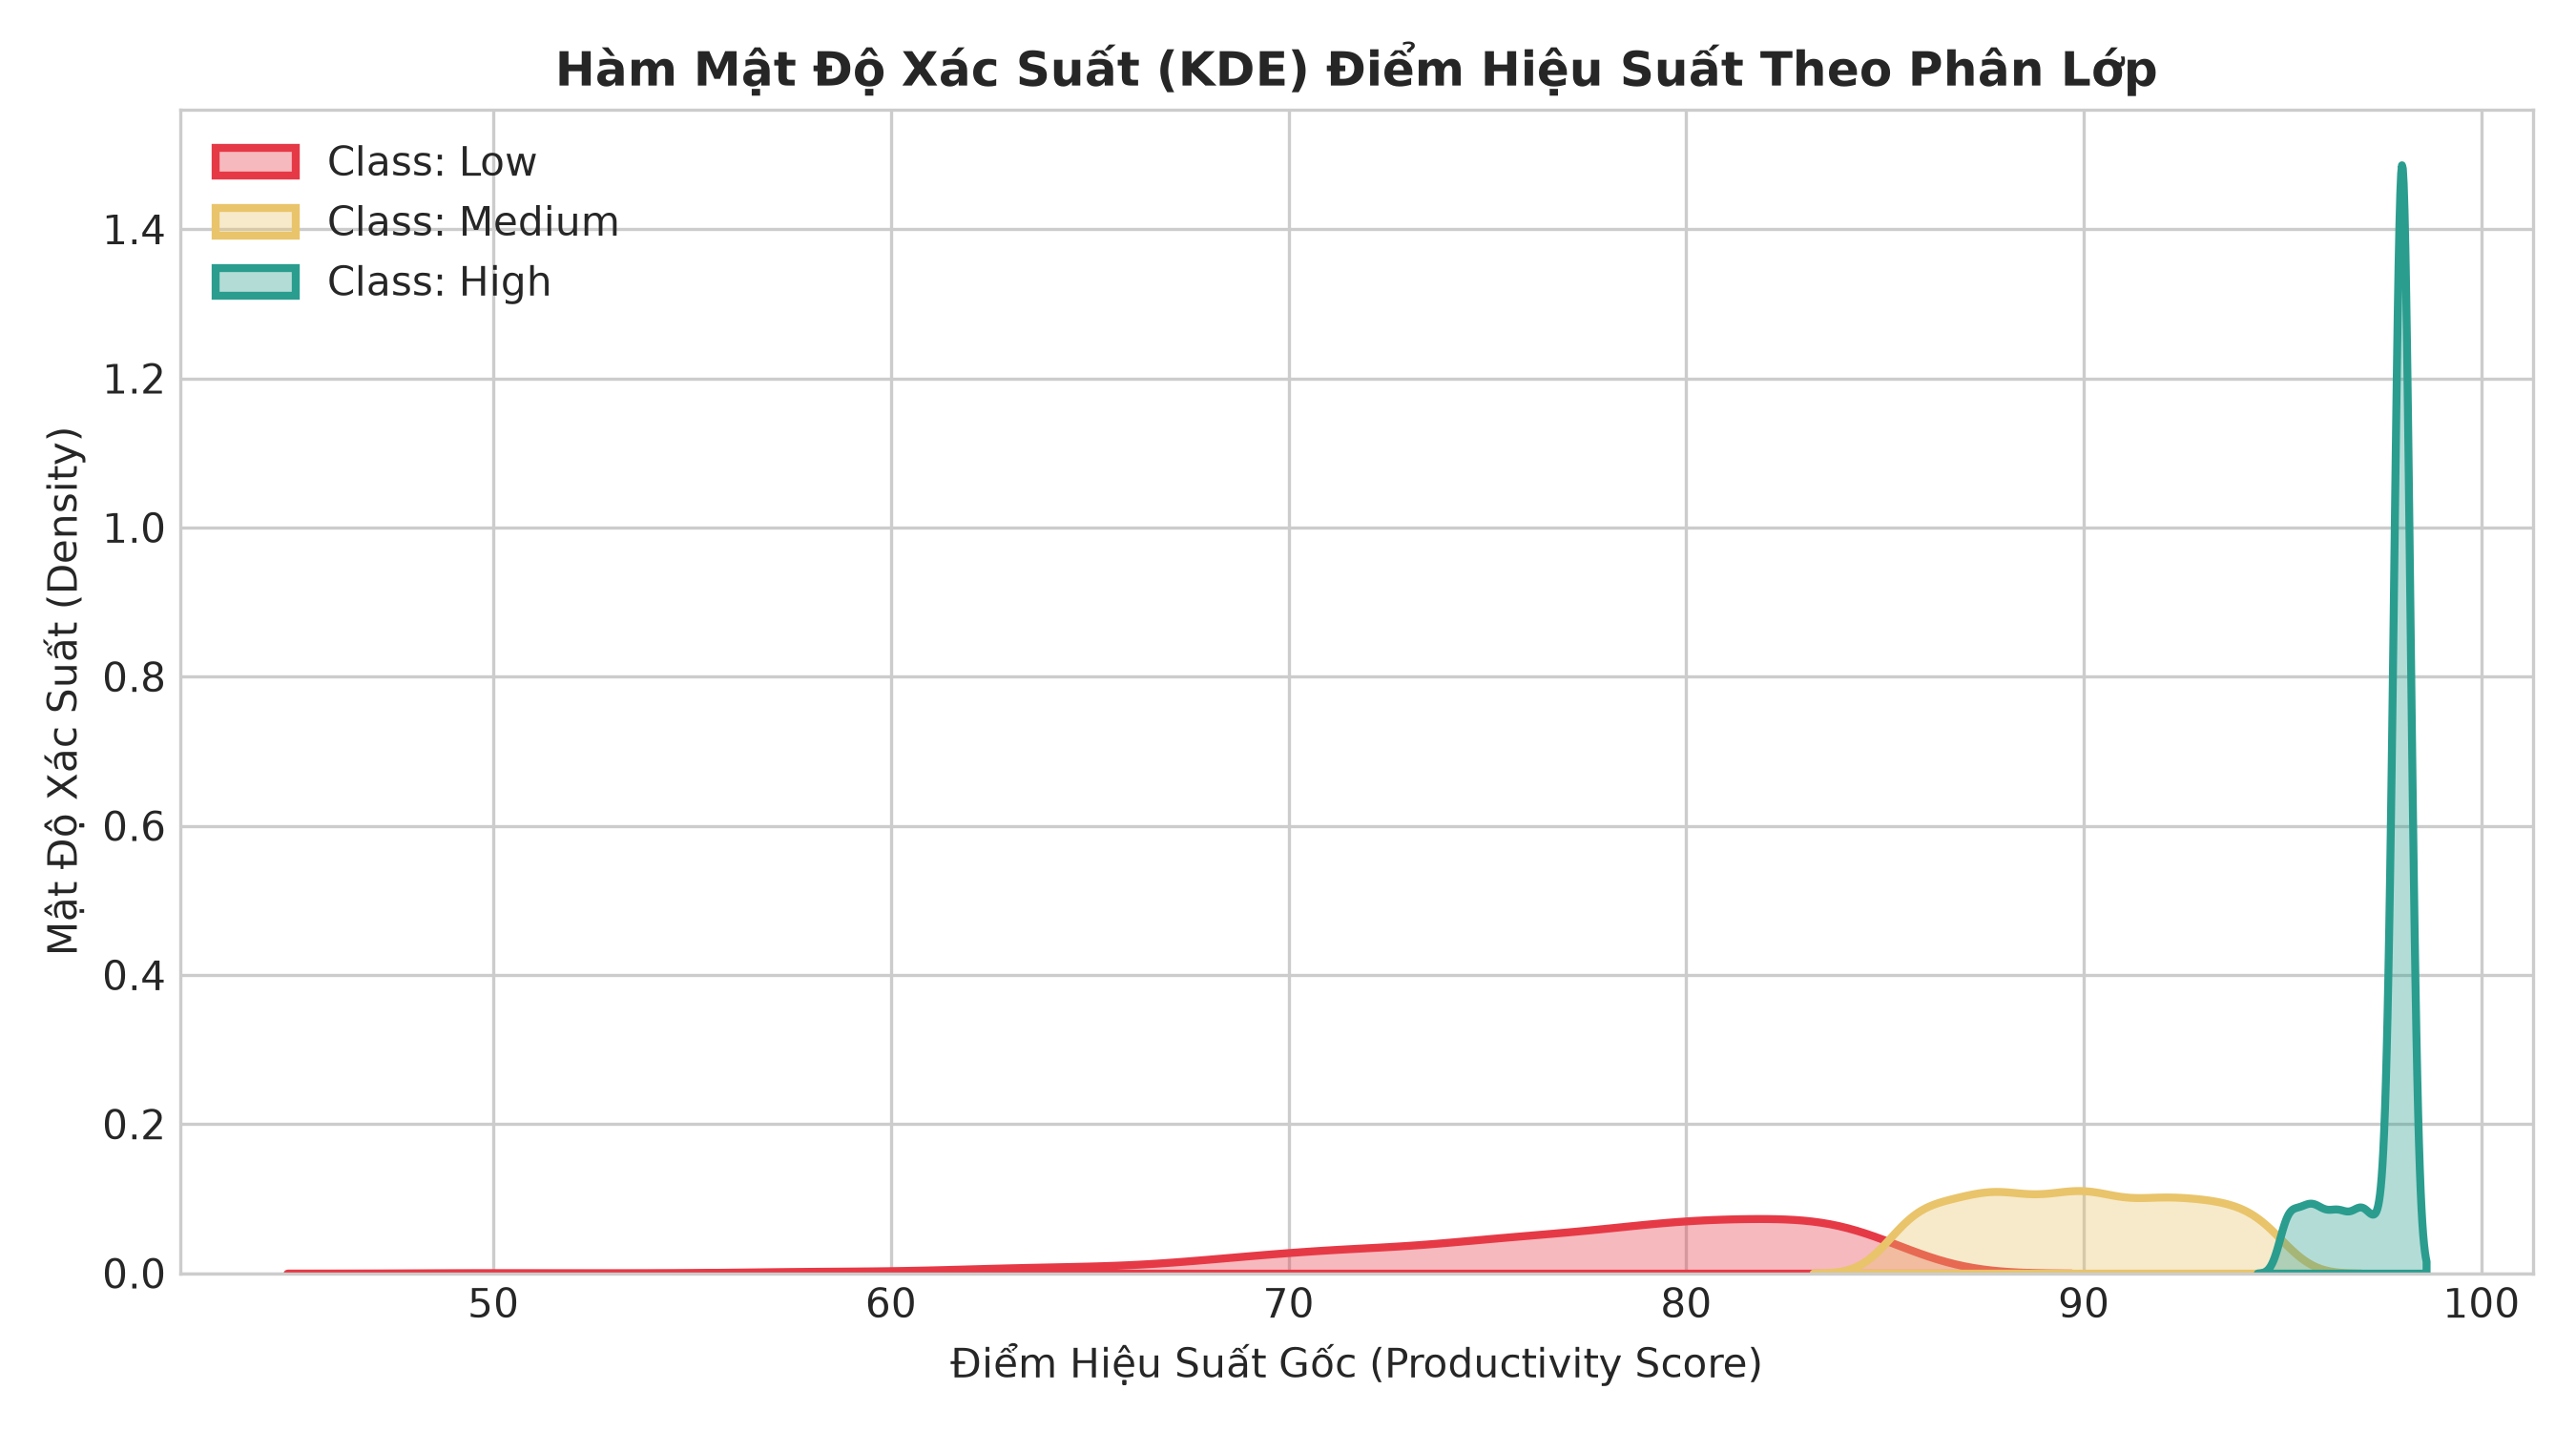 Hàm Mật Độ Xác Suất (KDE) Điểm Hiệu Suất Theo Phân Lớp
Class: Low
Class: Medium
Class: High
Mật Độ Xác Suất (Density)
1.4
1.2
1.0
0.8
0.6
0.4
0.2
0.0
50 60 70 80 90 100
Điểm Hiệu Suất Gốc (Productivity Score)